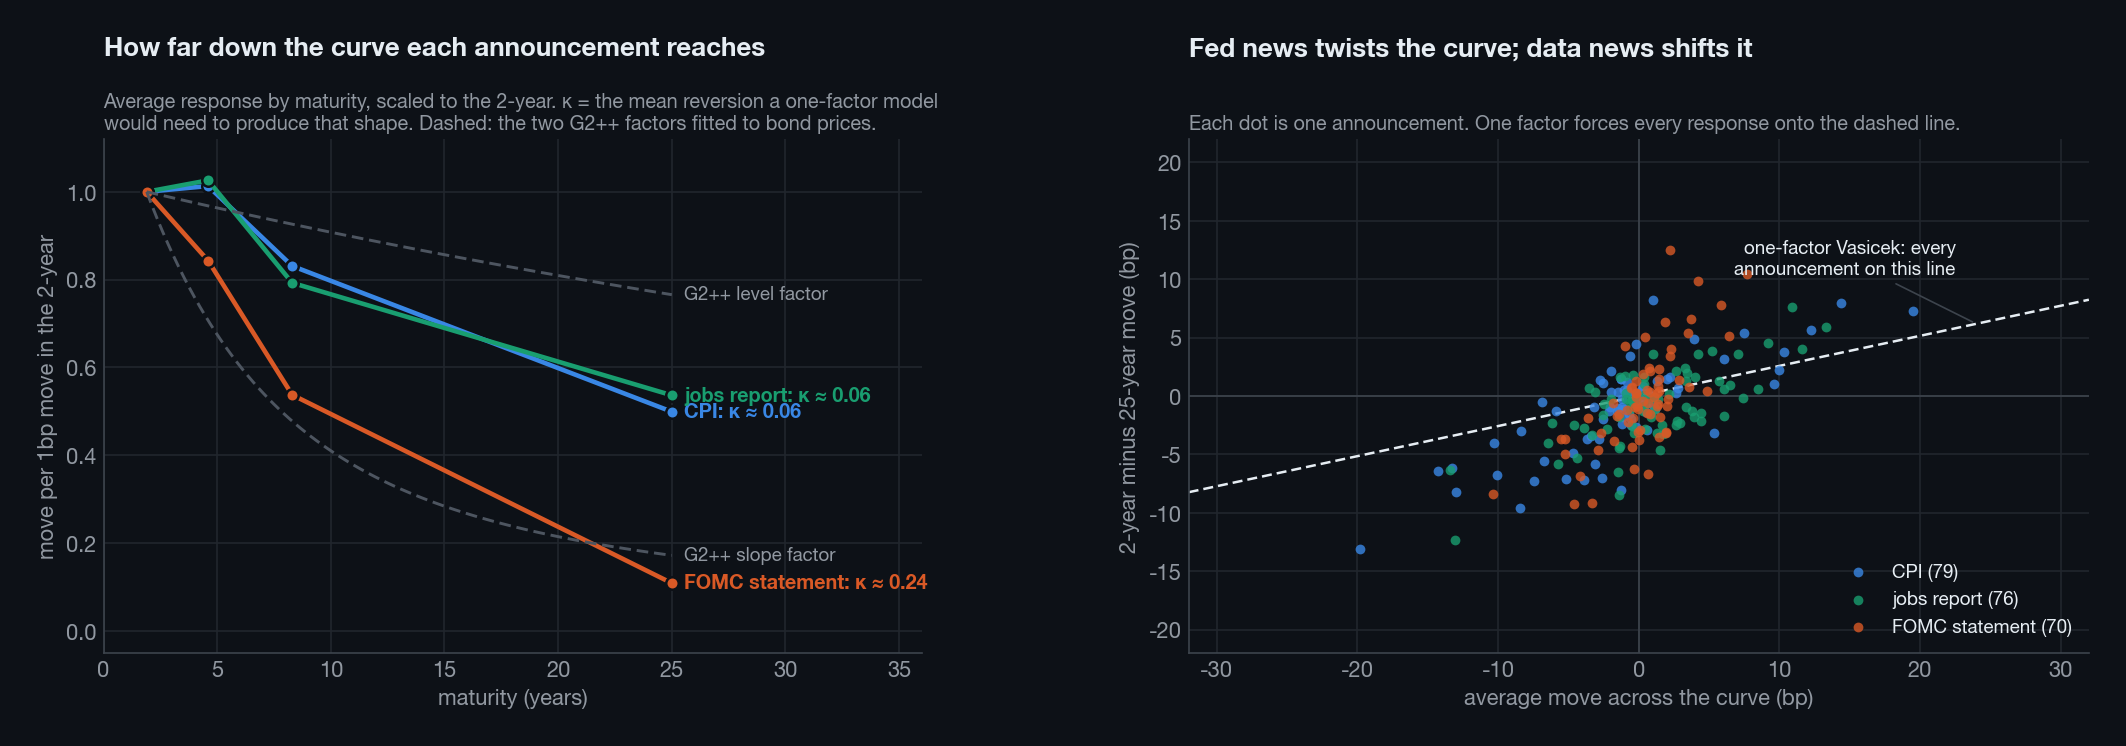 How far down the curve each announcement reaches
Average response by maturity, scaled to the 2-year. κ = the mean reversion a one-factor model
would need to produce that shape. Dashed: the two G2++ factors fitted to bond prices.
move per 1bp move in the 2-year
1.0
0.8
0.6
0.4
0.2
0.0
G2++ level factor
jobs report: κ ≈ 0.06
CPI: κ ≈ 0.06
G2++ slope factor
FOMC statement: κ ≈ 0.24
0 5 10 15 20 25 30 35
maturity (years)
Fed news twists the curve; data news shifts it
Each dot is one announcement. One factor forces every response onto the dashed line.
2-year minus 25-year move (bp)
20
15
10
5
0
-5
-10
-15
-20
one-factor Vasicek: every
announcement on this line
CPI (79)
jobs report (76)
FOMC statement (70)
-30 -20 -10 0 10 20 30
average move across the curve (bp)